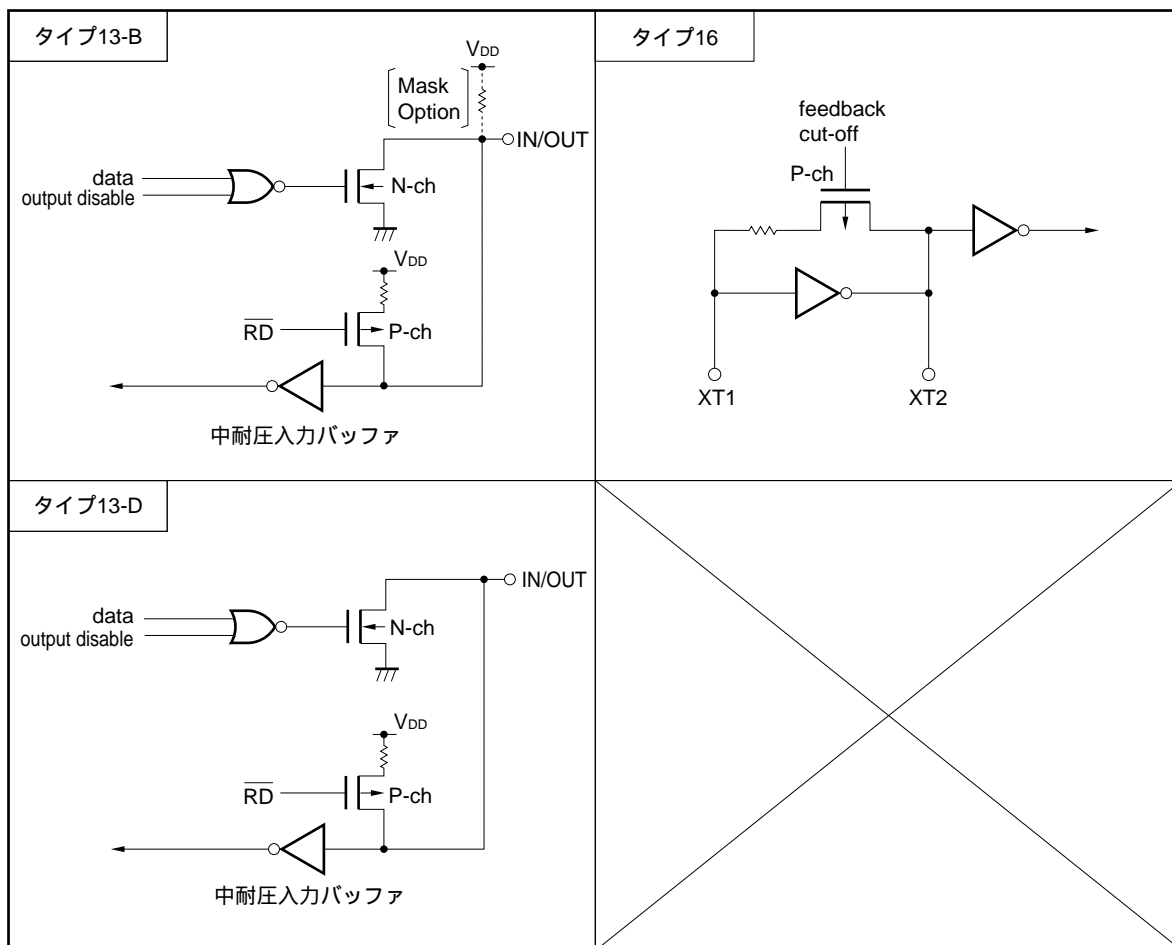 タイプ13-B
VDD
Mask
Option
IN/OUT
data
output disable
N-ch
VDD
RD
P-ch
中耐圧入力バッファ
タイプ16
feedback
cut-off
P-ch
XT1
XT2
タイプ13-D
IN/OUT
data
output disable
N-ch
VDD
RD
P-ch
中耐圧入力バッファ